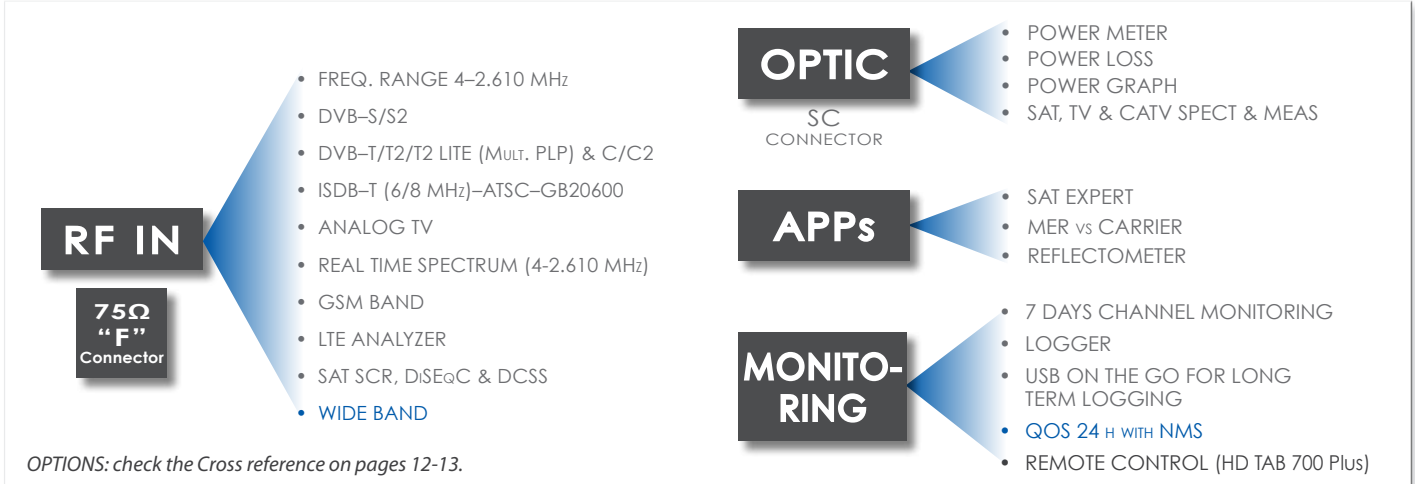 RF IN
75Ω
“F”
Connector
• FREQ. RANGE 4–2.610 MHz
• DVB–S/S2
• DVB–T/T2/T2 LITE (Mult. PLP) & C/C2
• ISDB–T (6/8 MHz)–ATSC–GB20600
• ANALOG TV
• REAL TIME SPECTRUM (4-2.610 MHz)
• GSM BAND
• LTE ANALYZER
• SAT SCR, DiSEqC & DCSS
• WIDE BAND
OPTIONS: check the Cross reference on pages 12-13.
OPTIC
SC
CONNECTOR
• POWER METER
• POWER LOSS
• POWER GRAPH
• SAT, TV & CATV SPECT & MEAS
APPs
• SAT EXPERT
• MER vs CARRIER
• REFLECTOMETER
MONITO-
RING
• 7 DAYS CHANNEL MONITORING
• LOGGER
• USB ON THE GO FOR LONG
TERM LOGGING
• QOS 24 H WITH NMS
• REMOTE CONTROL (HD TAB 700 Plus)